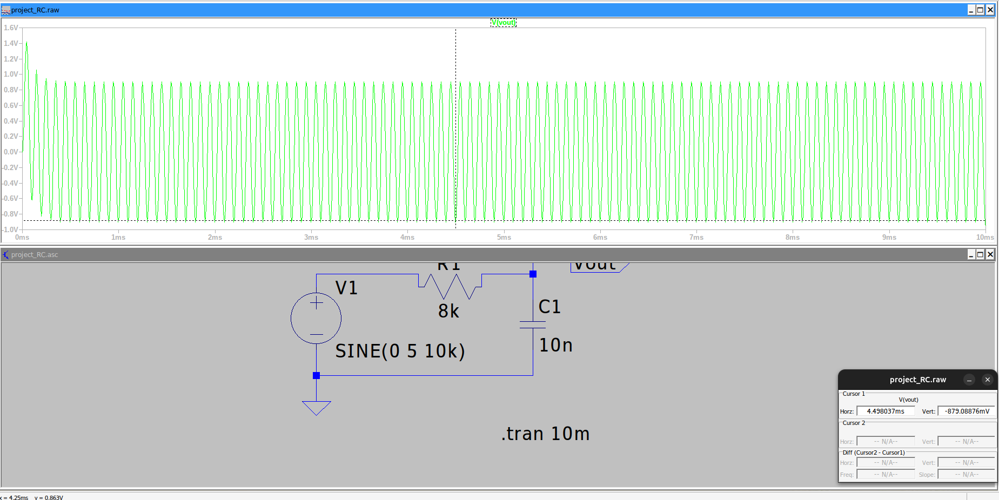 project_RC.raw
V(vout)
1.6V
1.4V
1.2V
1.0V
0.8V
0.6V
0.4V
0.2V
0.0V
-0.2V
-0.4V
-0.6V
-0.8V
-1.0V
0ms 1ms 2ms 3ms 4ms 5ms 6ms 7ms 8ms 9ms 10ms
project_RC.asc
R1
Vout
V1
C1
8k
10n
SINE(0 5 10k)
.tran 10m
project_RC.raw
Cursor 1
V(vout)
Horz: 4.498037ms Vert: -879.08876mV
Cursor 2
Horz: -- N/A-- Vert: -- N/A--
Diff (Cursor2 - Cursor1)
Horz: -- N/A-- Vert: -- N/A--
Freq: -- N/A-- Slope: -- N/A--
x = 4.25ms y = 0.863V